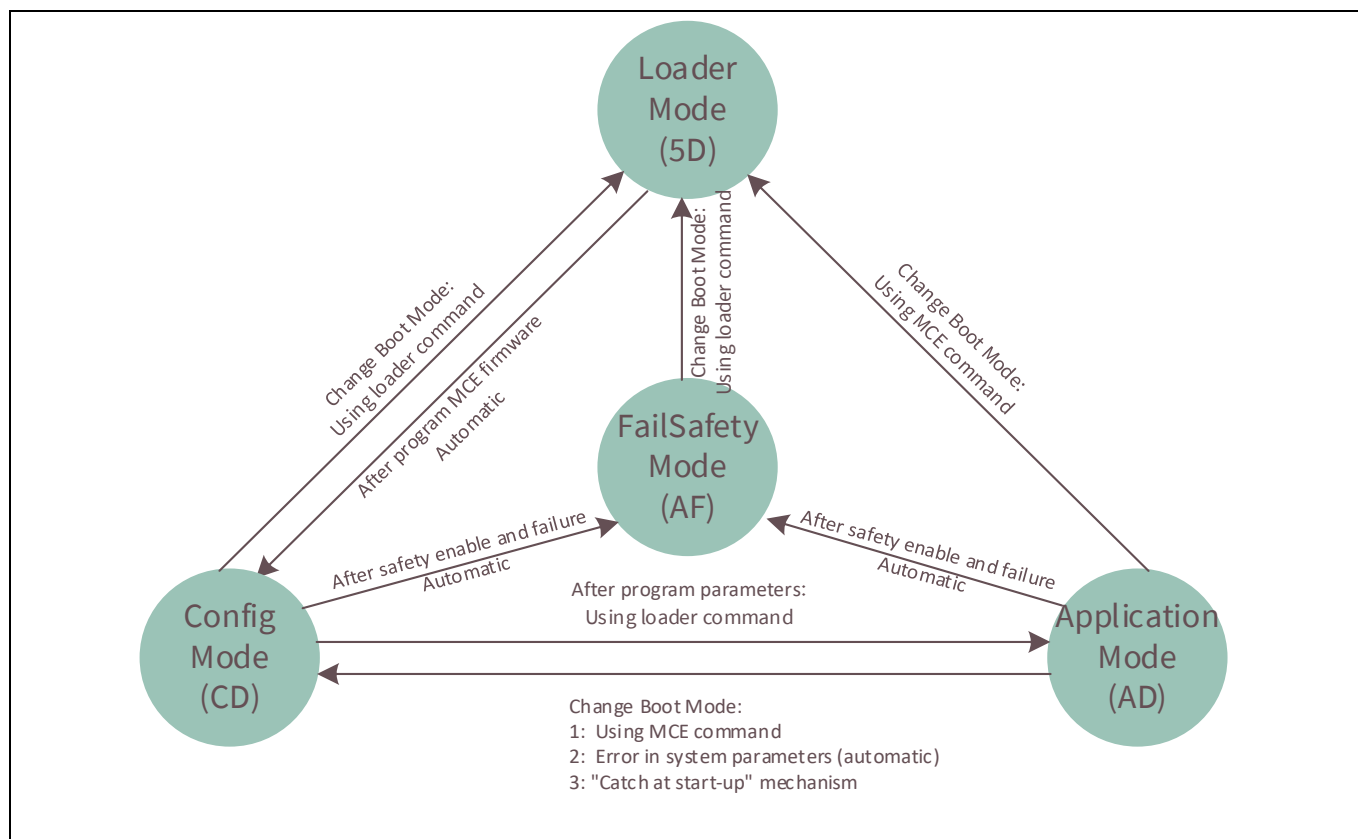 Loader
Mode
(5D)
Change Boot Mode:
Using loader command
After program MCE firmware
Automatic
Change Boot Mode:
Using loader command
Change Boot Mode:
Using MCE command
FailSafety
Mode
(AF)
After safety enable and failure
Automatic
After safety enable and failure
Automatic
After program parameters:
Using loader command
Config
Mode
(CD)
Application
Mode
(AD)
Change Boot Mode:
1: Using MCE command
2: Error in system parameters (automatic)
3: "Catch at start-up" mechanism